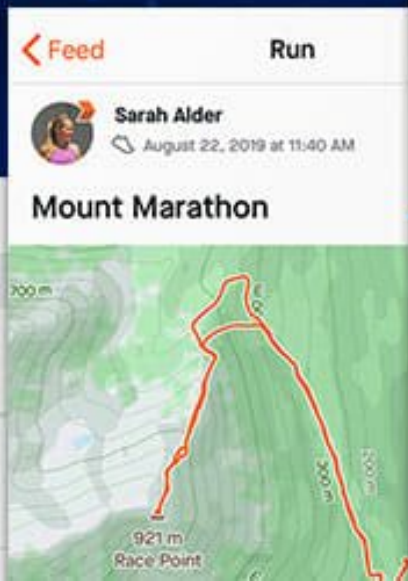 Feed
Run
Sarah Alder
August 22, 2019 at 11:40 AM
Mount Marathon
700 m
300 m
921 m
Race Point